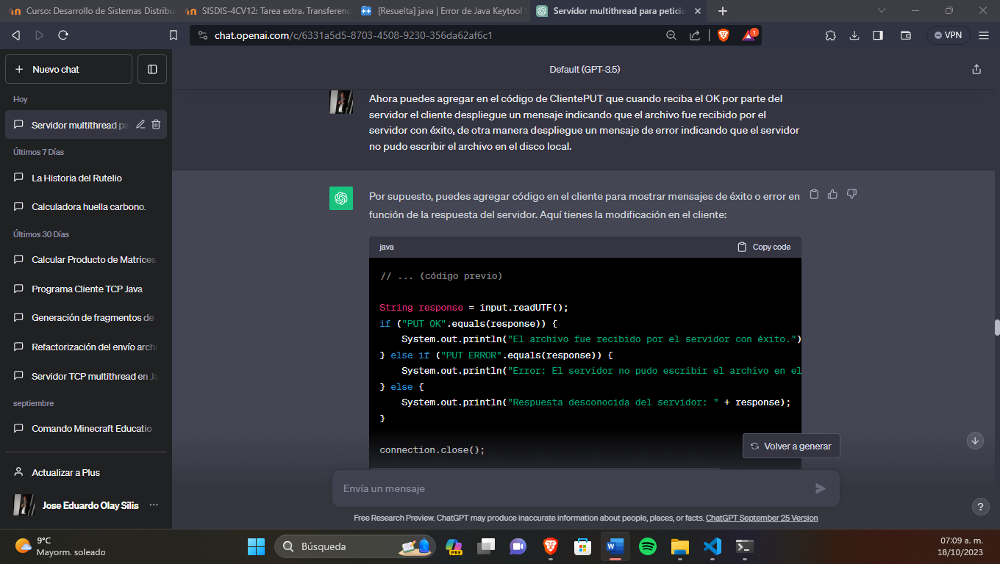 Curso: Desarrollo de Sistemas Distribu
SISDIS-4CV12: Tarea extra. Transferenc
[Resuelta] java | Error de Java Keytool
Servidor multithread para petici
chat.openai.com/c/6331a5d5-8703-4508-9230-356da62af6c1
1
VPN
Nuevo chat
Default (GPT-3.5)
Hoy
Servidor multithread pa
Últimos 7 Días
La Historia del Rutelio
Calculadora huella carbono.
Últimos 30 Días
Calcular Producto de Matrices
Programa Cliente TCP Java
Generación de fragmentos de
Refactorización del envío archi
Servidor TCP multithread en Ja
septiembre
Comando Minecraft Educatio
Actualizar a Plus
Jose Eduardo Olay Silis
Ahora puedes agregar en el código de ClientePUT que cuando reciba el OK por parte del
servidor el cliente despliegue un mensaje indicando que el archivo fue recibido por el
servidor con éxito, de otra manera despliegue un mensaje de error indicando que el servidor
no pudo escribir el archivo en el disco local.
Por supuesto, puedes agregar código en el cliente para mostrar mensajes de éxito o error en
función de la respuesta del servidor. Aquí tienes la modificación en el cliente:
java
Copy code
// ... (código previo)
String response = input.readUTF();
if ("PUT OK".equals(response)) {
    System.out.println("El archivo fue recibido por el servidor con éxito.")
} else if ("PUT ERROR".equals(response)) {
    System.out.println("Error: El servidor no pudo escribir el archivo en el
} else {
    System.out.println("Respuesta desconocida del servidor: " + response);
}
connection.close();
Volver a generar
Envía un mensaje
Free Research Preview. ChatGPT may produce inaccurate information about people, places, or facts. ChatGPT September 25 Version
?
9°C
Mayorm. soleado
Búsqueda
PRE
07:09 a. m.
18/10/2023